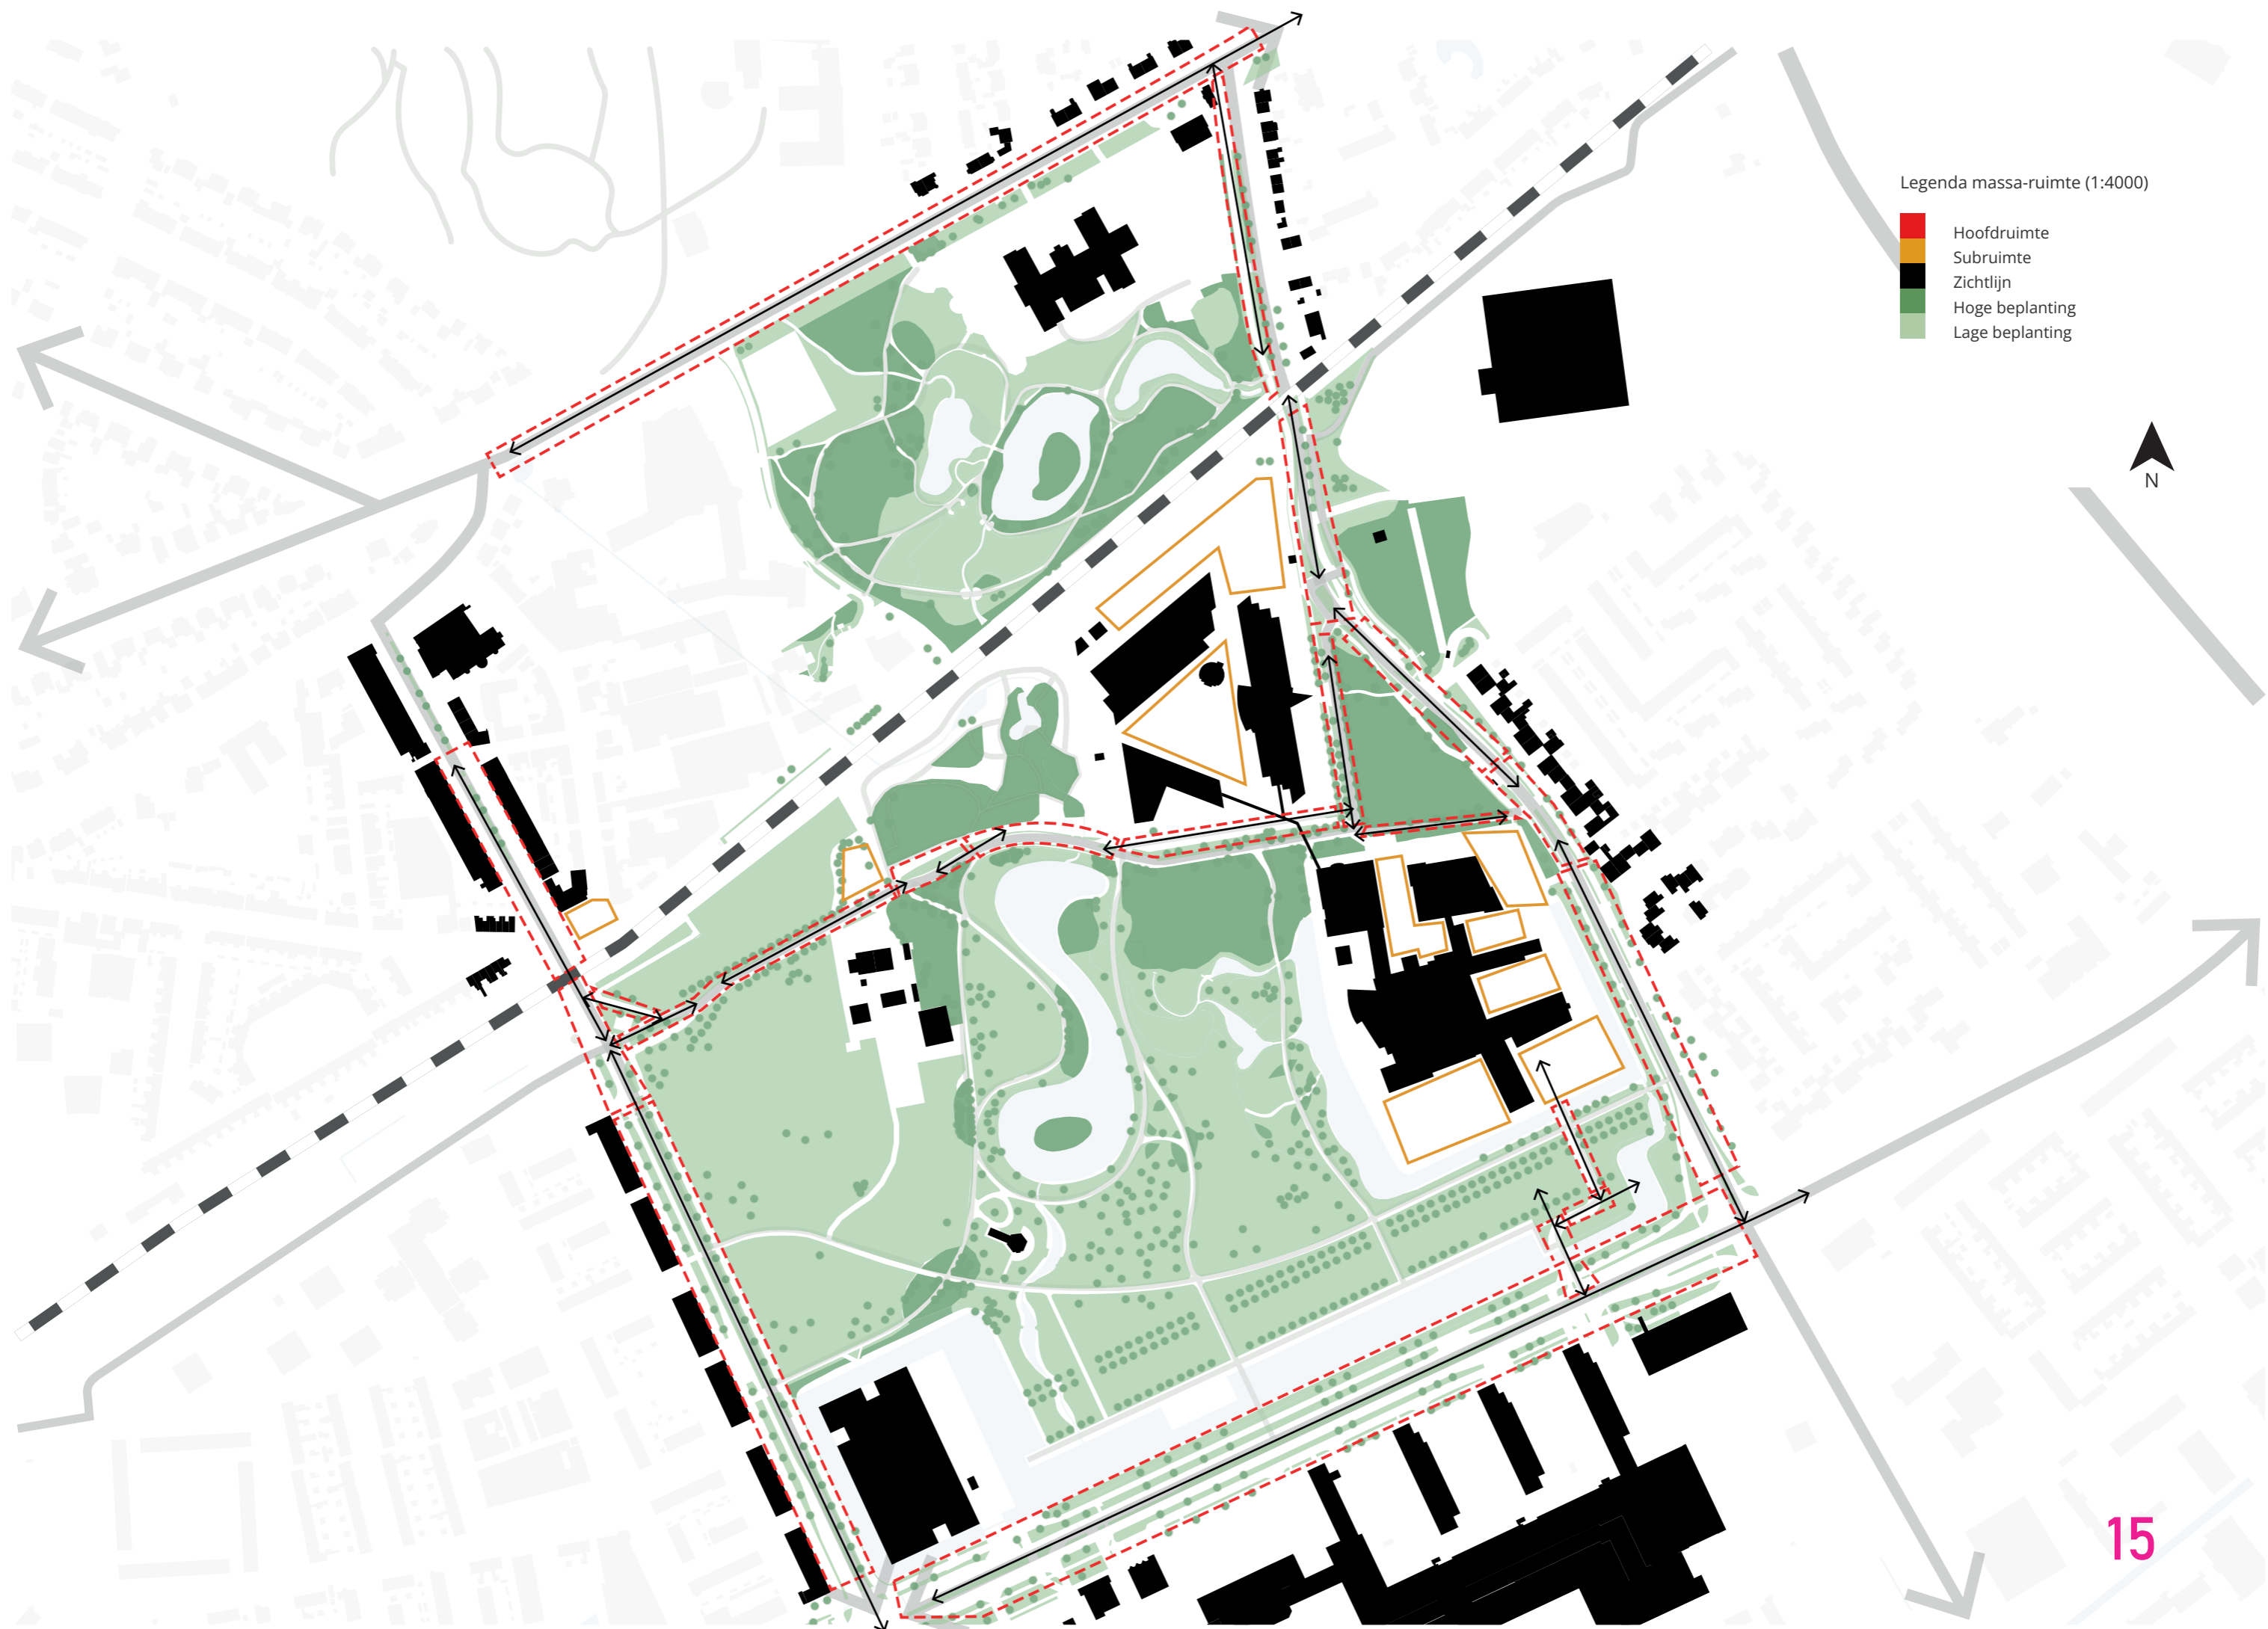 Legenda massa-ruimte (1:4000)
Hoofdruimte
Subruimte
Zichtlijn
Hoge beplanting
Lage beplanting
N
15